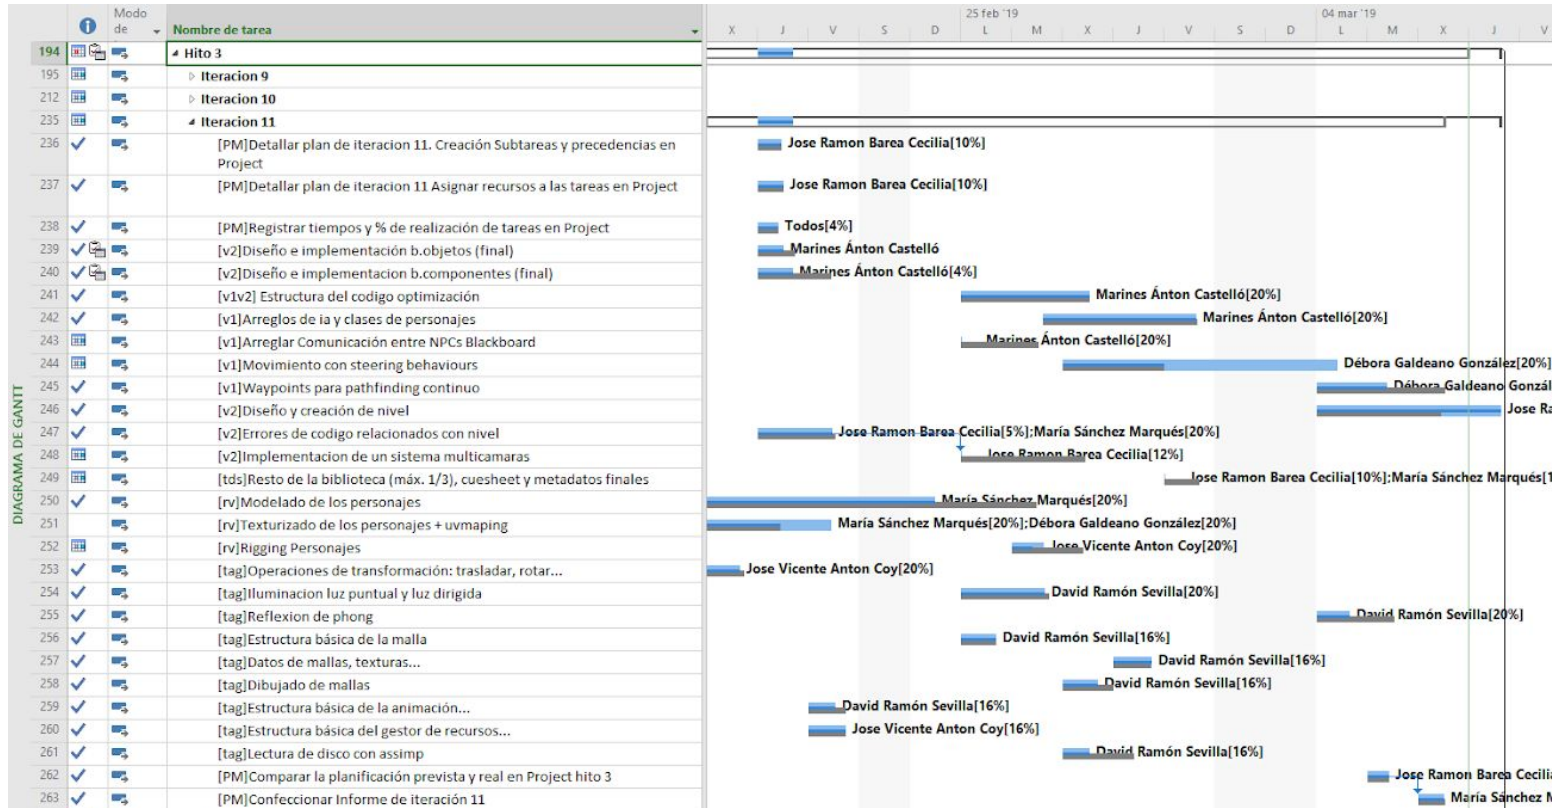 Modo de
Nombre de tarea
25 feb '19
04 mar '19
X J V S D L M X J V S D L M X J V
194 Hito 3
195 Iteracion 9
212 Iteracion 10
235 Iteracion 11
236 [PM]Detallar plan de iteracion 11. Creación Subtareas y precedencias en
Project
Jose Ramon Barea Cecilia[10%]
237 [PM]Detallar plan de iteracion 11 Asignar recursos a las tareas en Project
Jose Ramon Barea Cecilia[10%]
238 [PM]Registrar tiempos y % de realización de tareas en Project
Todos[4%]
239 [v2]Diseño e implementación b.objetos (final)
Marines Ánton Castelló
240 [v2]Diseño e implementacion b.componentes (final)
Marines Ánton Castelló[4%]
241 [v1v2] Estructura del codigo optimización
Marines Ánton Castelló[20%]
242 [v1]Arreglos de ia y clases de personajes
Marines Ánton Castelló[20%]
243 [v1]Arreglar Comunicación entre NPCs Blackboard
Marines Ánton Castelló[20%]
244 [v1]Movimiento con steering behaviours
Débora Galdeano González[20%]
245 [v1]Waypoints para pathfinding continuo
Débora Galdeano Gonzál
246 [v2]Diseño y creación de nivel
Jose Ra
247 [v2]Errores de codigo relacionados con nivel
Jose Ramon Barea Cecilia[5%];María Sánchez Marqués[20%]
248 [v2]Implementacion de un sistema multicamaras
Jose Ramon Barea Cecilia[12%]
249 [tds]Resto de la biblioteca (máx. 1/3), cuesheet y metadatos finales
Jose Ramon Barea Cecilia[10%];María Sánchez Marqués[1
250 [rv]Modelado de los personajes
María Sánchez Marqués[20%]
251 [rv]Texturizado de los personajes + uvmaping
María Sánchez Marqués[20%];Débora Galdeano González[20%]
252 [rv]Rigging Personajes
Jose Vicente Anton Coy[20%]
253 [tag]Operaciones de transformación: trasladar, rotar...
Jose Vicente Anton Coy[20%]
254 [tag]Iluminacion luz puntual y luz dirigida
David Ramón Sevilla[20%]
255 [tag]Reflexion de phong
David Ramón Sevilla[20%]
256 [tag]Estructura básica de la malla
David Ramón Sevilla[16%]
257 [tag]Datos de mallas, texturas...
David Ramón Sevilla[16%]
258 [tag]Dibujado de mallas
David Ramón Sevilla[16%]
259 [tag]Estructura básica de la animación...
David Ramón Sevilla[16%]
260 [tag]Estructura básica del gestor de recursos...
Jose Vicente Anton Coy[16%]
261 [tag]Lectura de disco con assimp
David Ramón Sevilla[16%]
262 [PM]Comparar la planificación prevista y real en Project hito 3
Jose Ramon Barea Cecilia
263 [PM]Confeccionar Informe de iteración 11
María Sánchez M
DIAGRAMA DE GANTT